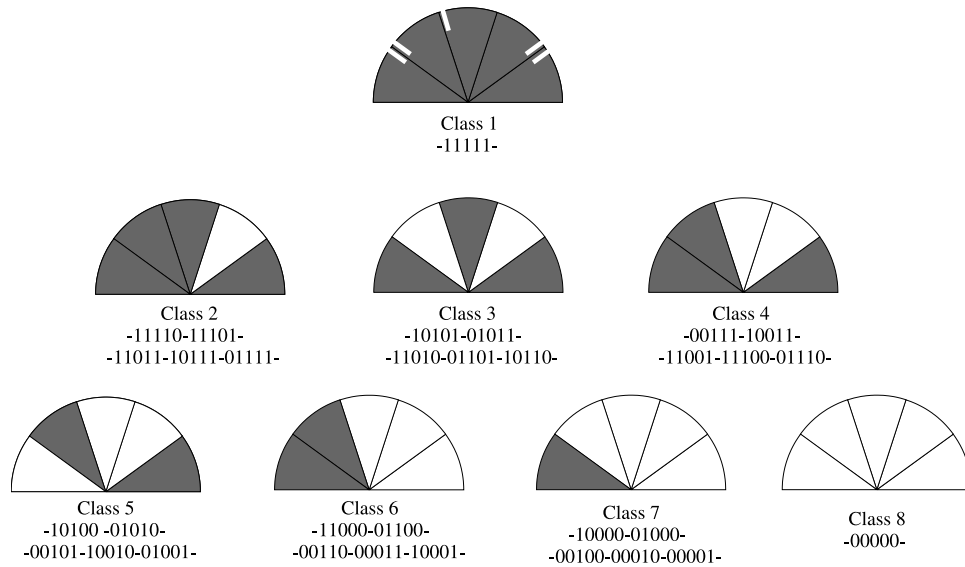 Class 1
-11111-
Class 2
-11110-11101-
-11011-10111-01111-
Class 3
-10101-01011-
-11010-01101-10110-
Class 4
-00111-10011-
-11001-11100-01110-
Class 5
-10100 -01010-
-00101-10010-01001-
Class 6
-11000-01100-
-00110-00011-10001-
Class 7
-10000-01000-
-00100-00010-00001-
Class 8
-00000-